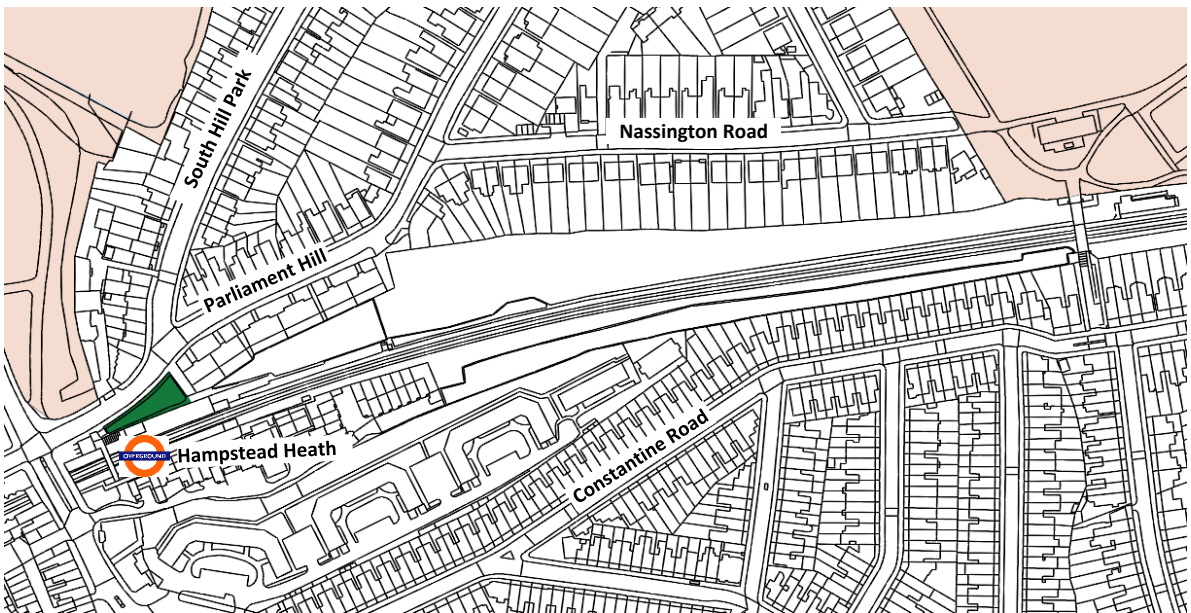 South Hill Park
Nassington Road
Parliament Hill
Constantine Road
OVERGROUND
Hampstead Heath